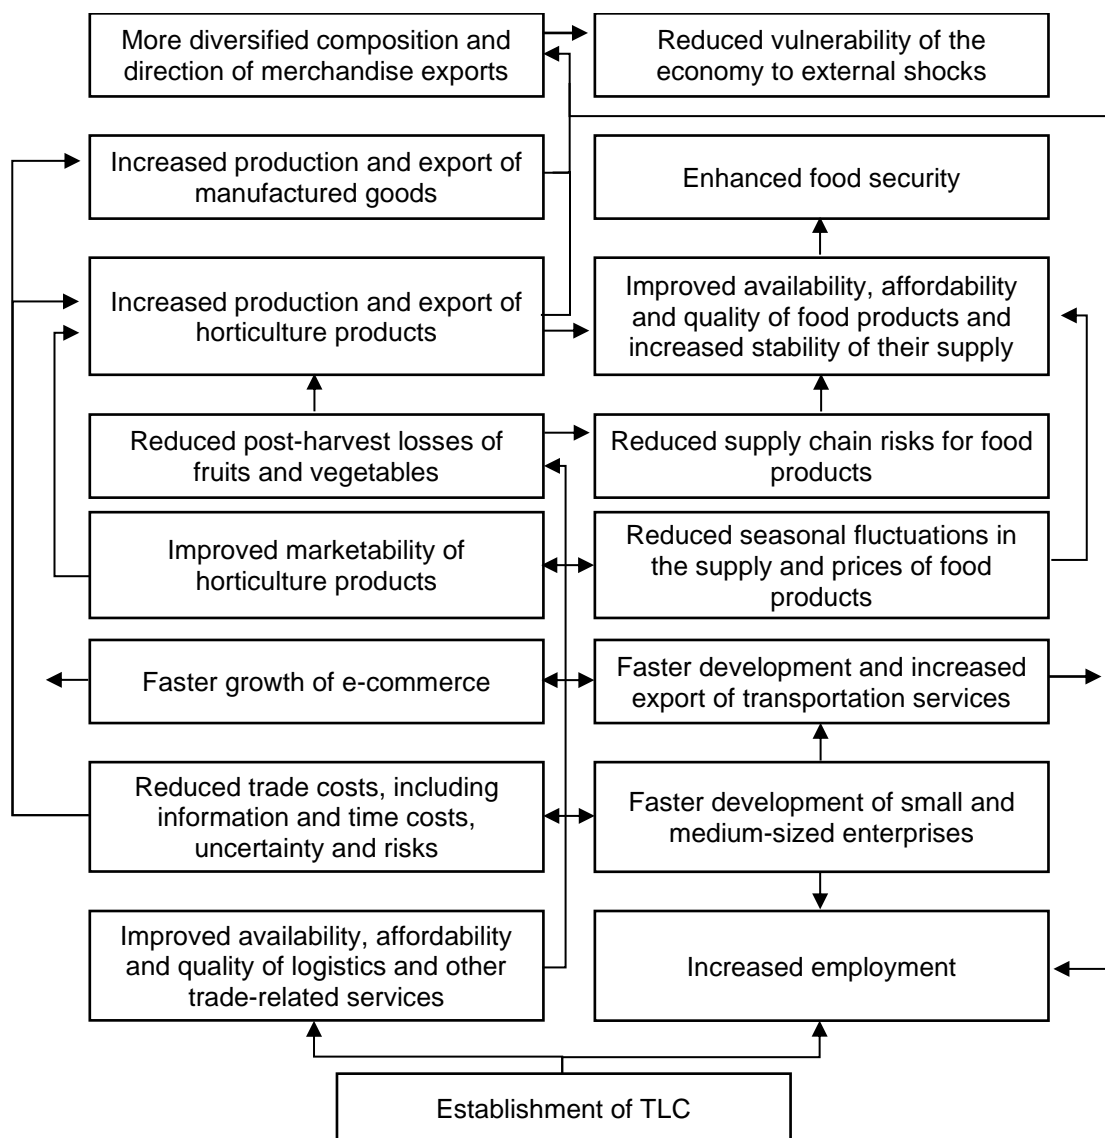 More diversified composition and
direction of merchandise exports
Reduced vulnerability of the
economy to external shocks
Increased production and export of
manufactured goods
Enhanced food security
Increased production and export of
horticulture products
Improved availability, affordability
and quality of food products and
increased stability of their supply
Reduced post-harvest losses of
fruits and vegetables
Reduced supply chain risks for food
products
Improved marketability of
horticulture products
Reduced seasonal fluctuations in
the supply and prices of food
products
Faster growth of e-commerce
Faster development and increased
export of transportation services
Reduced trade costs, including
information and time costs,
uncertainty and risks
Faster development of small and
medium-sized enterprises
Improved availability, affordability
and quality of logistics and other
trade-related services
Increased employment
Establishment of TLC